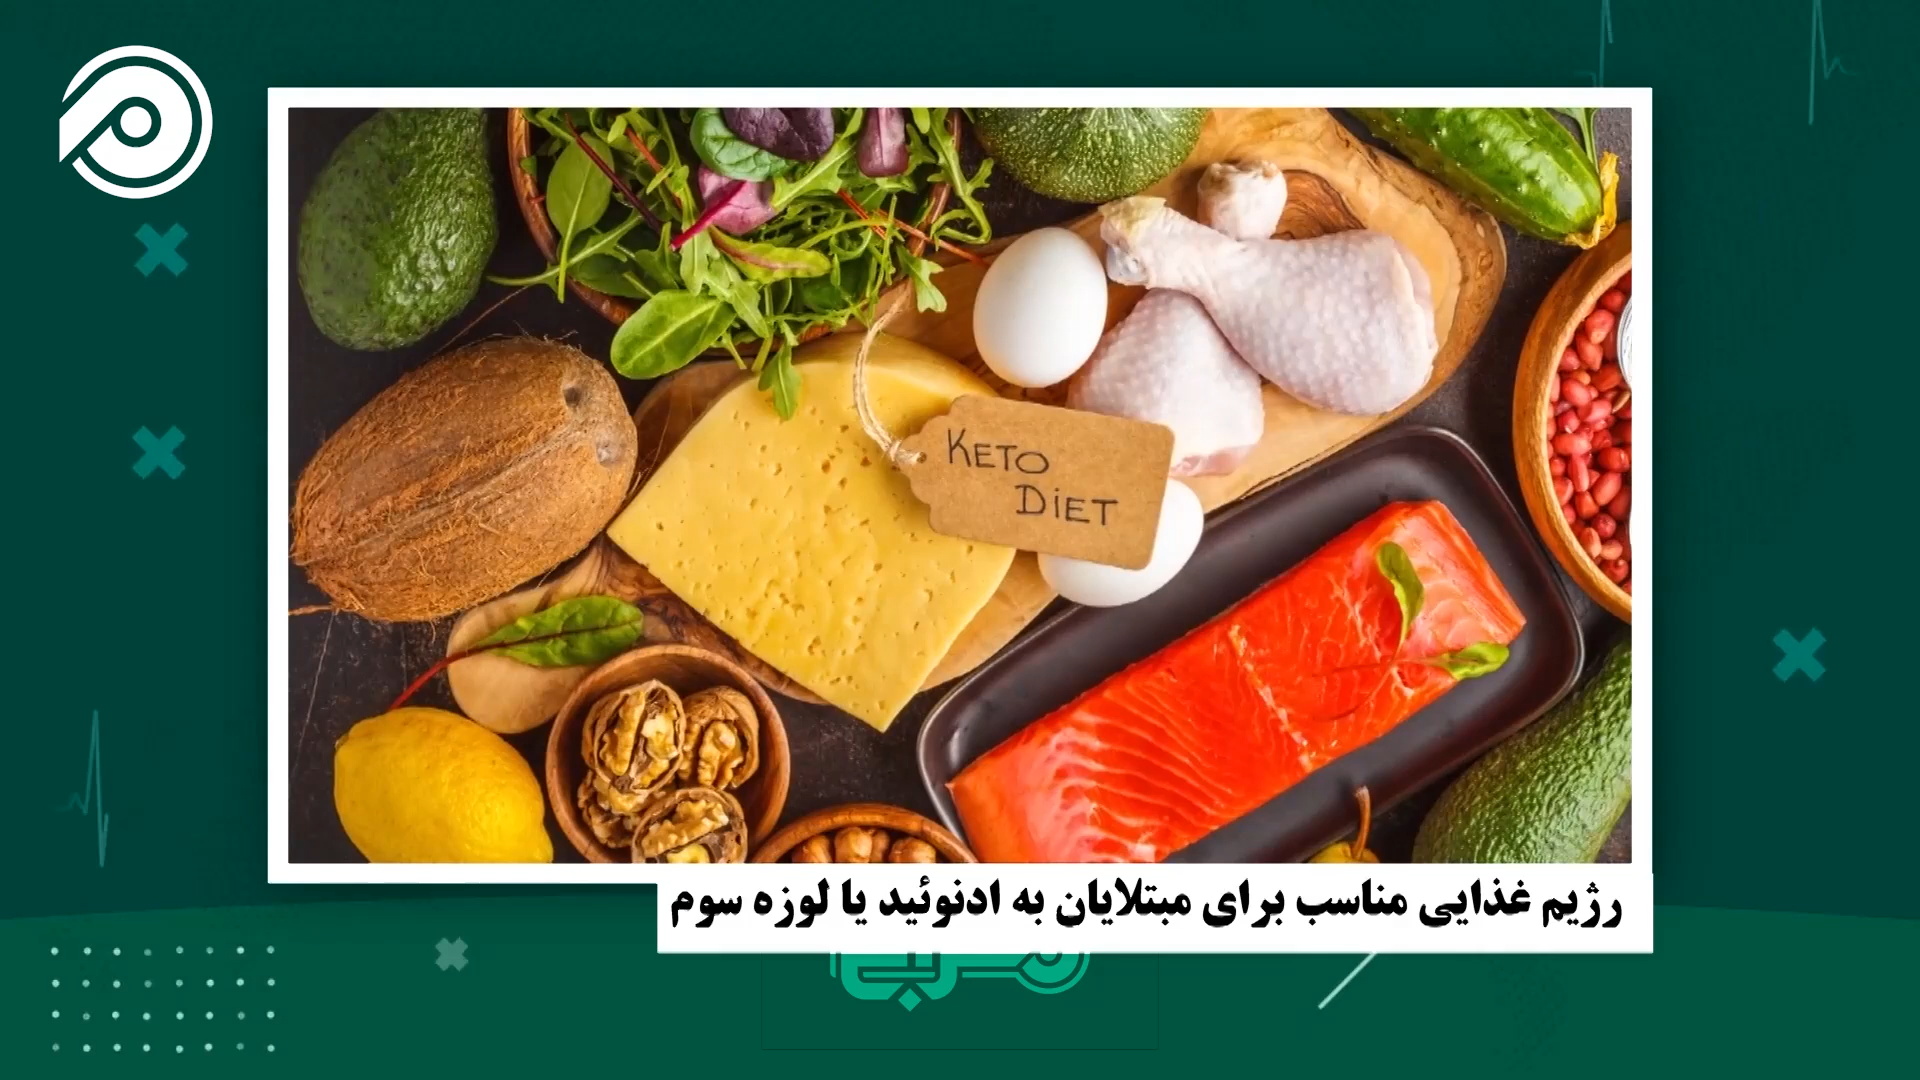 KETO
DIET
رژیم غذایی مناسب برای مبتلایان به ادنوئید یا لوزه سوم